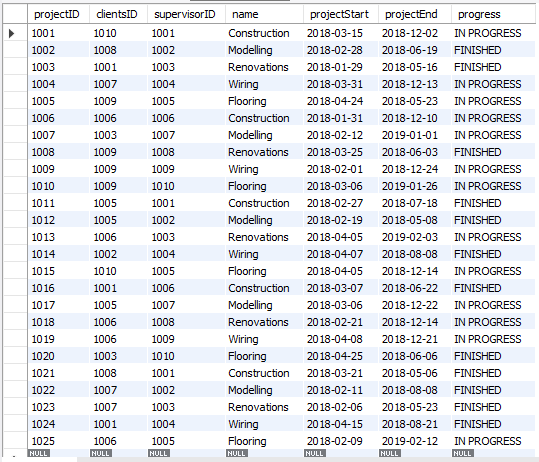 projectID clientsID supervisorID name projectStart projectEnd progress
1001 1010 1001 Construction 2018-03-15 2018-12-02 IN PROGRESS
1002 1008 1002 Modelling 2018-02-28 2018-06-19 FINISHED
1003 1001 1003 Renovations 2018-01-29 2018-05-16 FINISHED
1004 1007 1004 Wiring 2018-03-31 2018-12-13 IN PROGRESS
1005 1009 1005 Flooring 2018-04-24 2018-05-23 IN PROGRESS
1006 1006 1006 Construction 2018-01-31 2018-12-10 IN PROGRESS
1007 1003 1007 Modelling 2018-02-12 2019-01-01 IN PROGRESS
1008 1009 1008 Renovations 2018-03-25 2018-06-03 FINISHED
1009 1009 1009 Wiring 2018-02-01 2018-12-24 IN PROGRESS
1010 1009 1010 Flooring 2018-03-06 2019-01-26 IN PROGRESS
1011 1005 1001 Construction 2018-02-27 2018-07-18 FINISHED
1012 1005 1002 Modelling 2018-02-19 2018-05-08 FINISHED
1013 1006 1003 Renovations 2018-04-05 2019-02-03 IN PROGRESS
1014 1002 1004 Wiring 2018-04-07 2018-08-08 FINISHED
1015 1010 1005 Flooring 2018-04-05 2018-12-14 IN PROGRESS
1016 1001 1006 Construction 2018-03-07 2018-06-22 FINISHED
1017 1005 1007 Modelling 2018-03-06 2018-12-22 IN PROGRESS
1018 1006 1008 Renovations 2018-02-21 2018-12-14 IN PROGRESS
1019 1006 1009 Wiring 2018-04-08 2018-12-21 IN PROGRESS
1020 1003 1010 Flooring 2018-04-25 2018-06-06 FINISHED
1021 1008 1001 Construction 2018-03-21 2018-05-06 FINISHED
1022 1007 1002 Modelling 2018-02-11 2018-08-08 FINISHED
1023 1007 1003 Renovations 2018-02-06 2018-05-23 FINISHED
1024 1001 1004 Wiring 2018-04-15 2018-08-21 FINISHED
1025 1006 1005 Flooring 2018-02-09 2019-02-12 IN PROGRESS
NULL NULL NULL NULL NULL NULL NULL